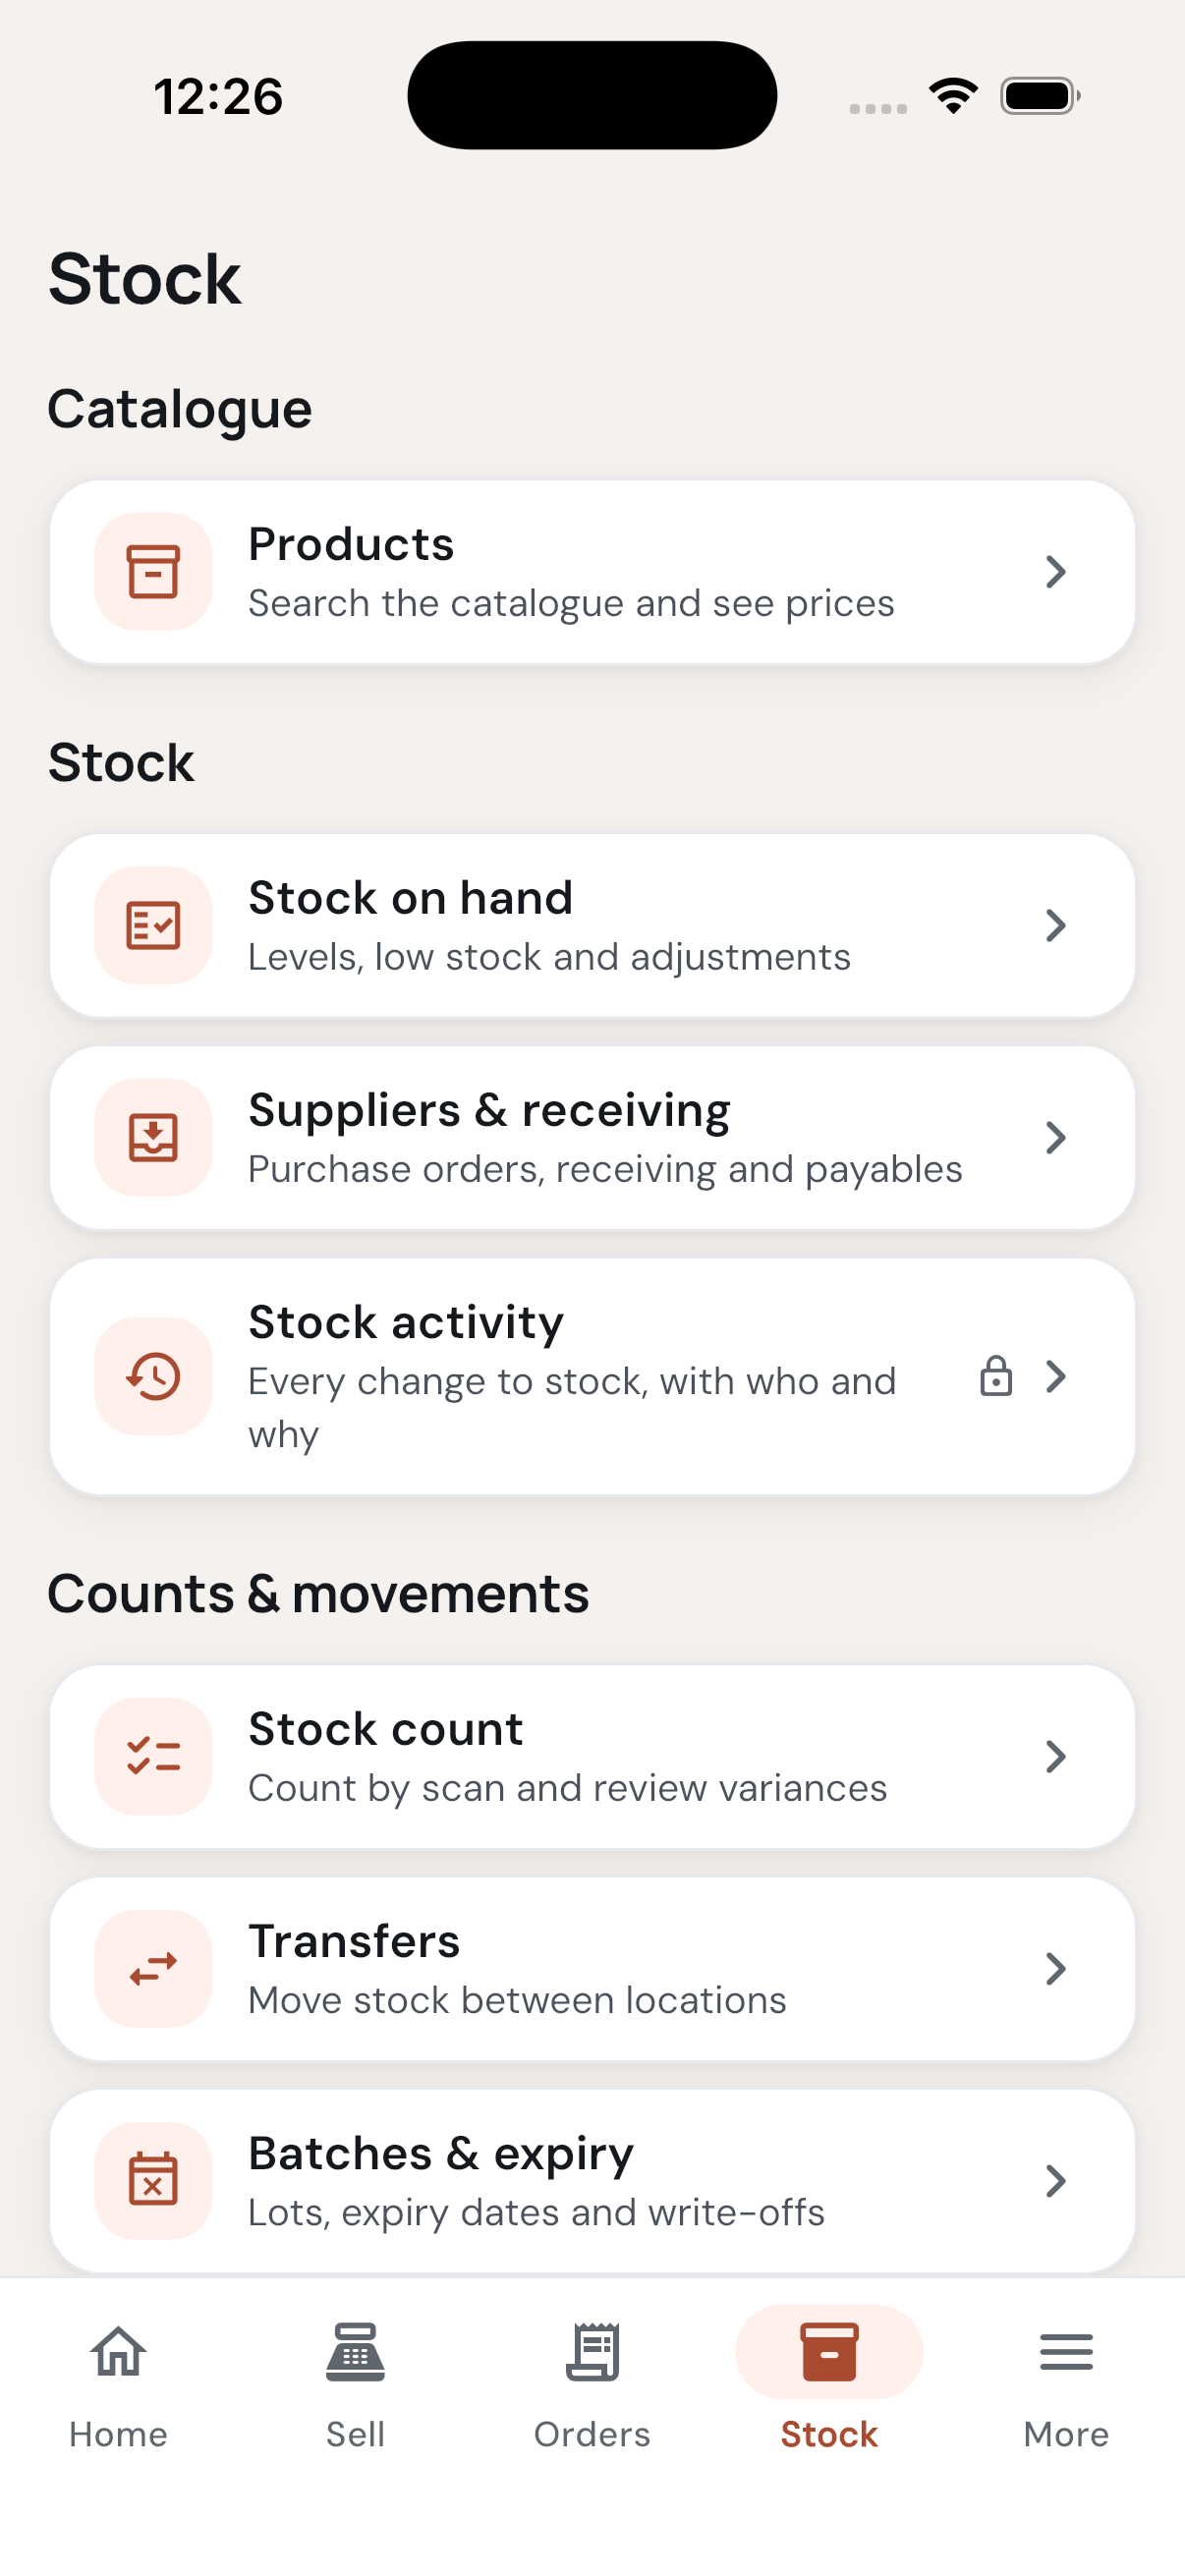 12:26
Stock
Catalogue
Products
Search the catalogue and see prices
Stock
Stock on hand
Levels, low stock and adjustments
Suppliers & receiving
Purchase orders, receiving and payables
Stock activity
Every change to stock, with who and
why
Counts & movements
Stock count
Count by scan and review variances
Transfers
Move stock between locations
Batches & expiry
Lots, expiry dates and write-offs
Home
Sell
Orders
Stock
More